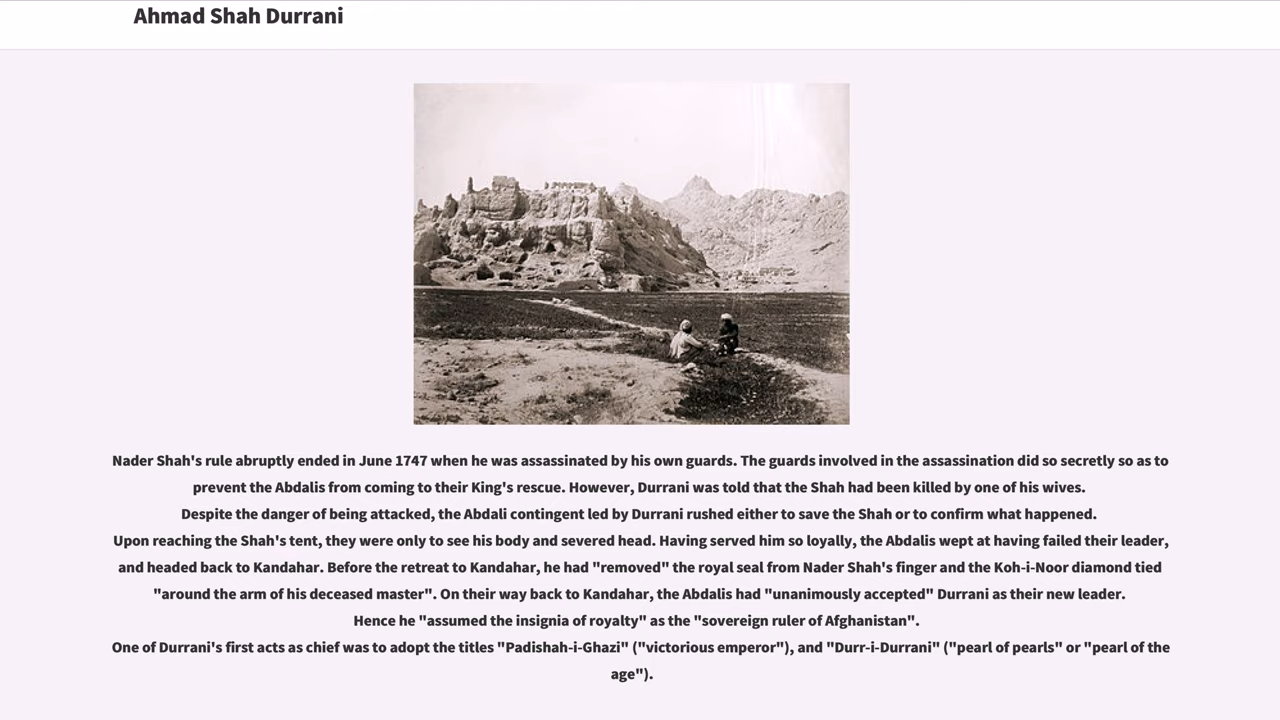 Ahmad Shah Durrani
Nader Shah's rule abruptly ended in June 1747 when he was assassinated by his own guards. The guards involved in the assassination did so secretly so as to
prevent the Abdalis from coming to their King's rescue. However, Durrani was told that the Shah had been killed by one of his wives.
Despite the danger of being attacked, the Abdali contingent led by Durrani rushed either to save the Shah or to confirm what happened.
Upon reaching the Shah's tent, they were only to see his body and severed head. Having served him so loyally, the Abdalis wept at having failed their leader,
and headed back to Kandahar. Before the retreat to Kandahar, he had "removed" the royal seal from Nader Shah's finger and the Koh-i-Noor diamond tied
"around the arm of his deceased master". On their way back to Kandahar, the Abdalis had "unanimously accepted" Durrani as their new leader.
Hence he "assumed the insignia of royalty" as the "sovereign ruler of Afghanistan".
One of Durrani's first acts as chief was to adopt the titles "Padishah-i-Ghazi" ("victorious emperor"), and "Durr-i-Durrani" ("pearl of pearls" or "pearl of the
age").